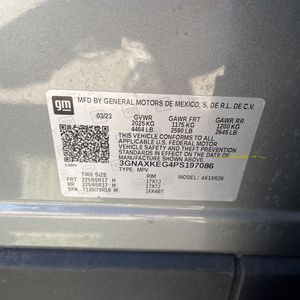 gm
MFD BY GENERAL MOTORS DE MEXICO, S. DE R.L. DE C.V.
03/23 GVWR GAWR FRT GAWR RR
2025 KG 1175 KG 1200 KG
4464 LB 2590 LB 2645 LB
THIS VEHICLE CONFORMS TO ALL
APPLICABLE U.S. FEDERAL MOTOR
VEHICLE SAFETY AND THEFT
PREVENTION STANDARDS IN EFFECT
ON THE DATE OF MANUFACTURE
SHOWN ABOVE.
3GNAXKEG4PS197086
TYPE: MPV
TIRE SIZE RIM MODEL: 461XR26
FRT 225/65R17 H 17X7J
RR 225/65R17 H 17X7J
SPA T135/70R16 M 16X4BT